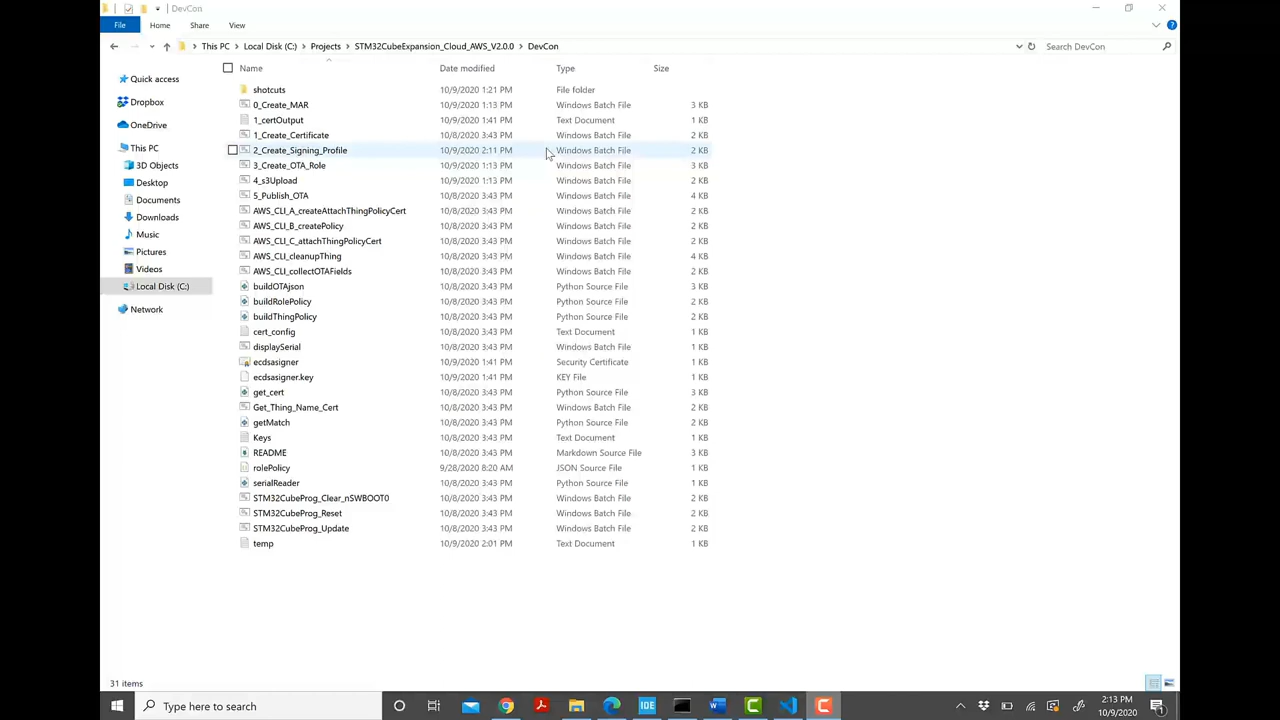 DevCon
File Home Share View
This PC Local Disk (C:) Projects STM32CubeExpansion_Cloud_AWS_V2.0.0 DevCon Search DevCon
Name Date modified Type Size
Quick access
Dropbox
OneDrive
This PC
3D Objects
Desktop
Documents
Downloads
Music
Pictures
Videos
Local Disk (C:)
Network
shotcuts 10/9/2020 1:21 PM File folder
0_Create_MAR 10/9/2020 1:13 PM Windows Batch File 3 KB
1_certOutput 10/9/2020 1:41 PM Text Document 1 KB
1_Create_Certificate 10/8/2020 3:43 PM Windows Batch File 2 KB
2_Create_Signing_Profile 10/9/2020 2:11 PM Windows Batch File 2 KB
3_Create_OTA_Role 10/9/2020 1:13 PM Windows Batch File 3 KB
4_s3Upload 10/9/2020 1:13 PM Windows Batch File 2 KB
5_Publish_OTA 10/8/2020 3:43 PM Windows Batch File 4 KB
AWS_CLI_A_createAttachThingPolicyCert 10/8/2020 3:43 PM Windows Batch File 2 KB
AWS_CLI_B_createPolicy 10/8/2020 3:43 PM Windows Batch File 2 KB
AWS_CLI_C_attachThingPolicyCert 10/8/2020 3:43 PM Windows Batch File 2 KB
AWS_CLI_cleanupThing 10/8/2020 3:43 PM Windows Batch File 4 KB
AWS_CLI_collectOTAFields 10/8/2020 3:43 PM Windows Batch File 2 KB
buildOTAjson 10/8/2020 3:43 PM Python Source File 3 KB
buildRolePolicy 10/8/2020 3:43 PM Python Source File 2 KB
buildThingPolicy 10/8/2020 3:43 PM Python Source File 2 KB
cert_config 10/8/2020 3:43 PM Text Document 1 KB
displaySerial 10/8/2020 3:43 PM Windows Batch File 2 KB
ecdsasigner 10/9/2020 1:41 PM Security Certificate 1 KB
ecdsasigner.key 10/9/2020 1:41 PM KEY File 1 KB
get_cert 10/8/2020 3:43 PM Python Source File 3 KB
Get_Thing_Name_Cert 10/8/2020 3:43 PM Windows Batch File 2 KB
getMatch 10/8/2020 3:43 PM Python Source File 2 KB
Keys 10/8/2020 3:43 PM Text Document 1 KB
README 10/8/2020 3:43 PM Markdown Source File 3 KB
rolePolicy 9/28/2020 8:20 AM JSON Source File 1 KB
serialReader 10/8/2020 3:43 PM Python Source File 1 KB
STM32CubeProg_Clear_nSWBOOT0 10/8/2020 3:43 PM Windows Batch File 2 KB
STM32CubeProg_Reset 10/8/2020 3:43 PM Windows Batch File 2 KB
STM32CubeProg_Update 10/8/2020 3:43 PM Windows Batch File 2 KB
temp 10/9/2020 2:01 PM Text Document 1 KB
31 items
Type here to search IDE 2:13 PM
10/9/2020